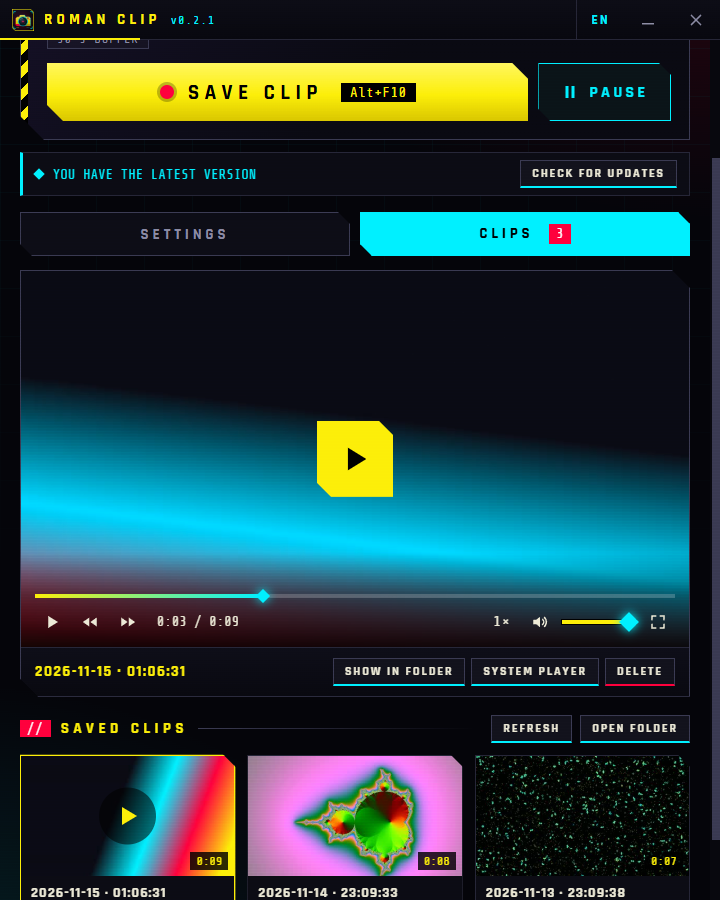 ROMAN CLIP v0.2.1
EN
SAVE CLIP Alt+F10
PAUSE
YOU HAVE THE LATEST VERSION
CHECK FOR UPDATES
SETTINGS
CLIPS 3
0:03 / 0:09
1×
2026-11-15 · 01:06:31
SHOW IN FOLDER
SYSTEM PLAYER
DELETE
// SAVED CLIPS
REFRESH
OPEN FOLDER
0:09
0:08
0:07
2026-11-15 · 01:06:31
2026-11-14 · 23:09:33
2026-11-13 · 23:09:38